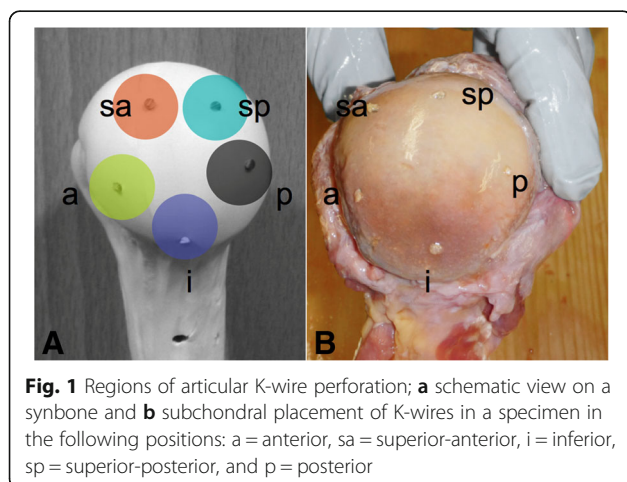 sa sp
a p
i
A
sa sp
a p
i
B
Fig. 1 Regions of articular K-wire perforation; a schematic view on a
synbone and b subchondral placement of K-wires in a specimen in
the following positions: a = anterior, sa = superior-anterior, i = inferior,
sp = superior-posterior, and p = posterior